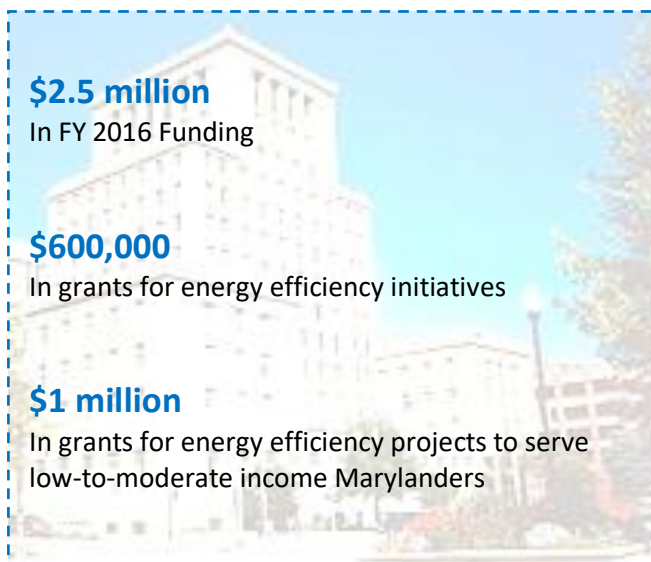 $2.5 million
In FY 2016 Funding
$600,000
In grants for energy efficiency initiatives
$1 million
In grants for energy efficiency projects to serve
low-to-moderate income Marylanders